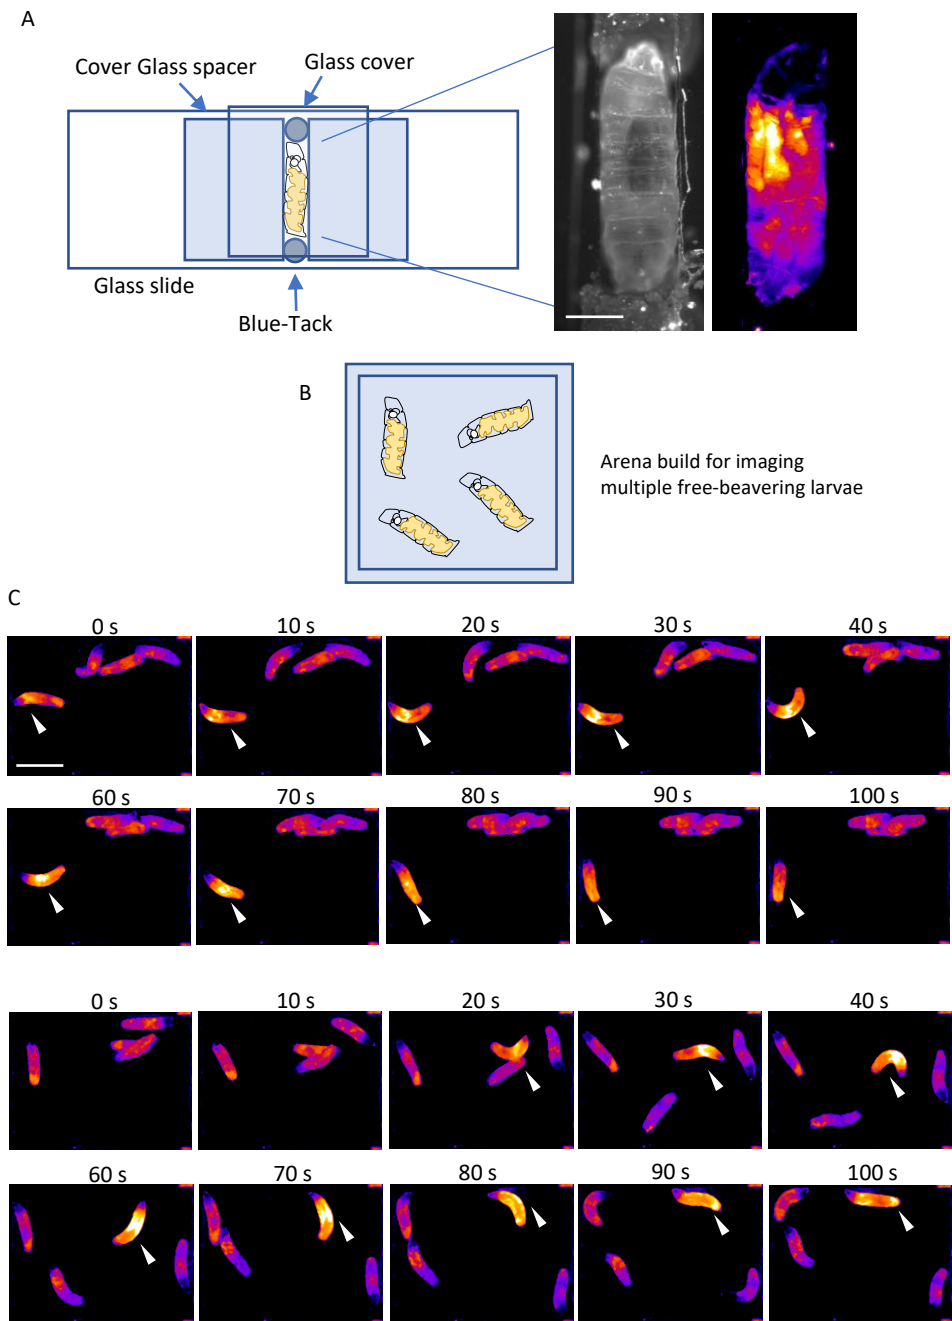 A
Cover Glass spacer
Glass cover
Glass slide
Blue-Tack
B
Arena build for imaging
multiple free-beavering larvae
C
0 s 10 s 20 s 30 s 40 s
60 s 70 s 80 s 90 s 100 s
0 s 10 s 20 s 30 s 40 s
60 s 70 s 80 s 90 s 100 s